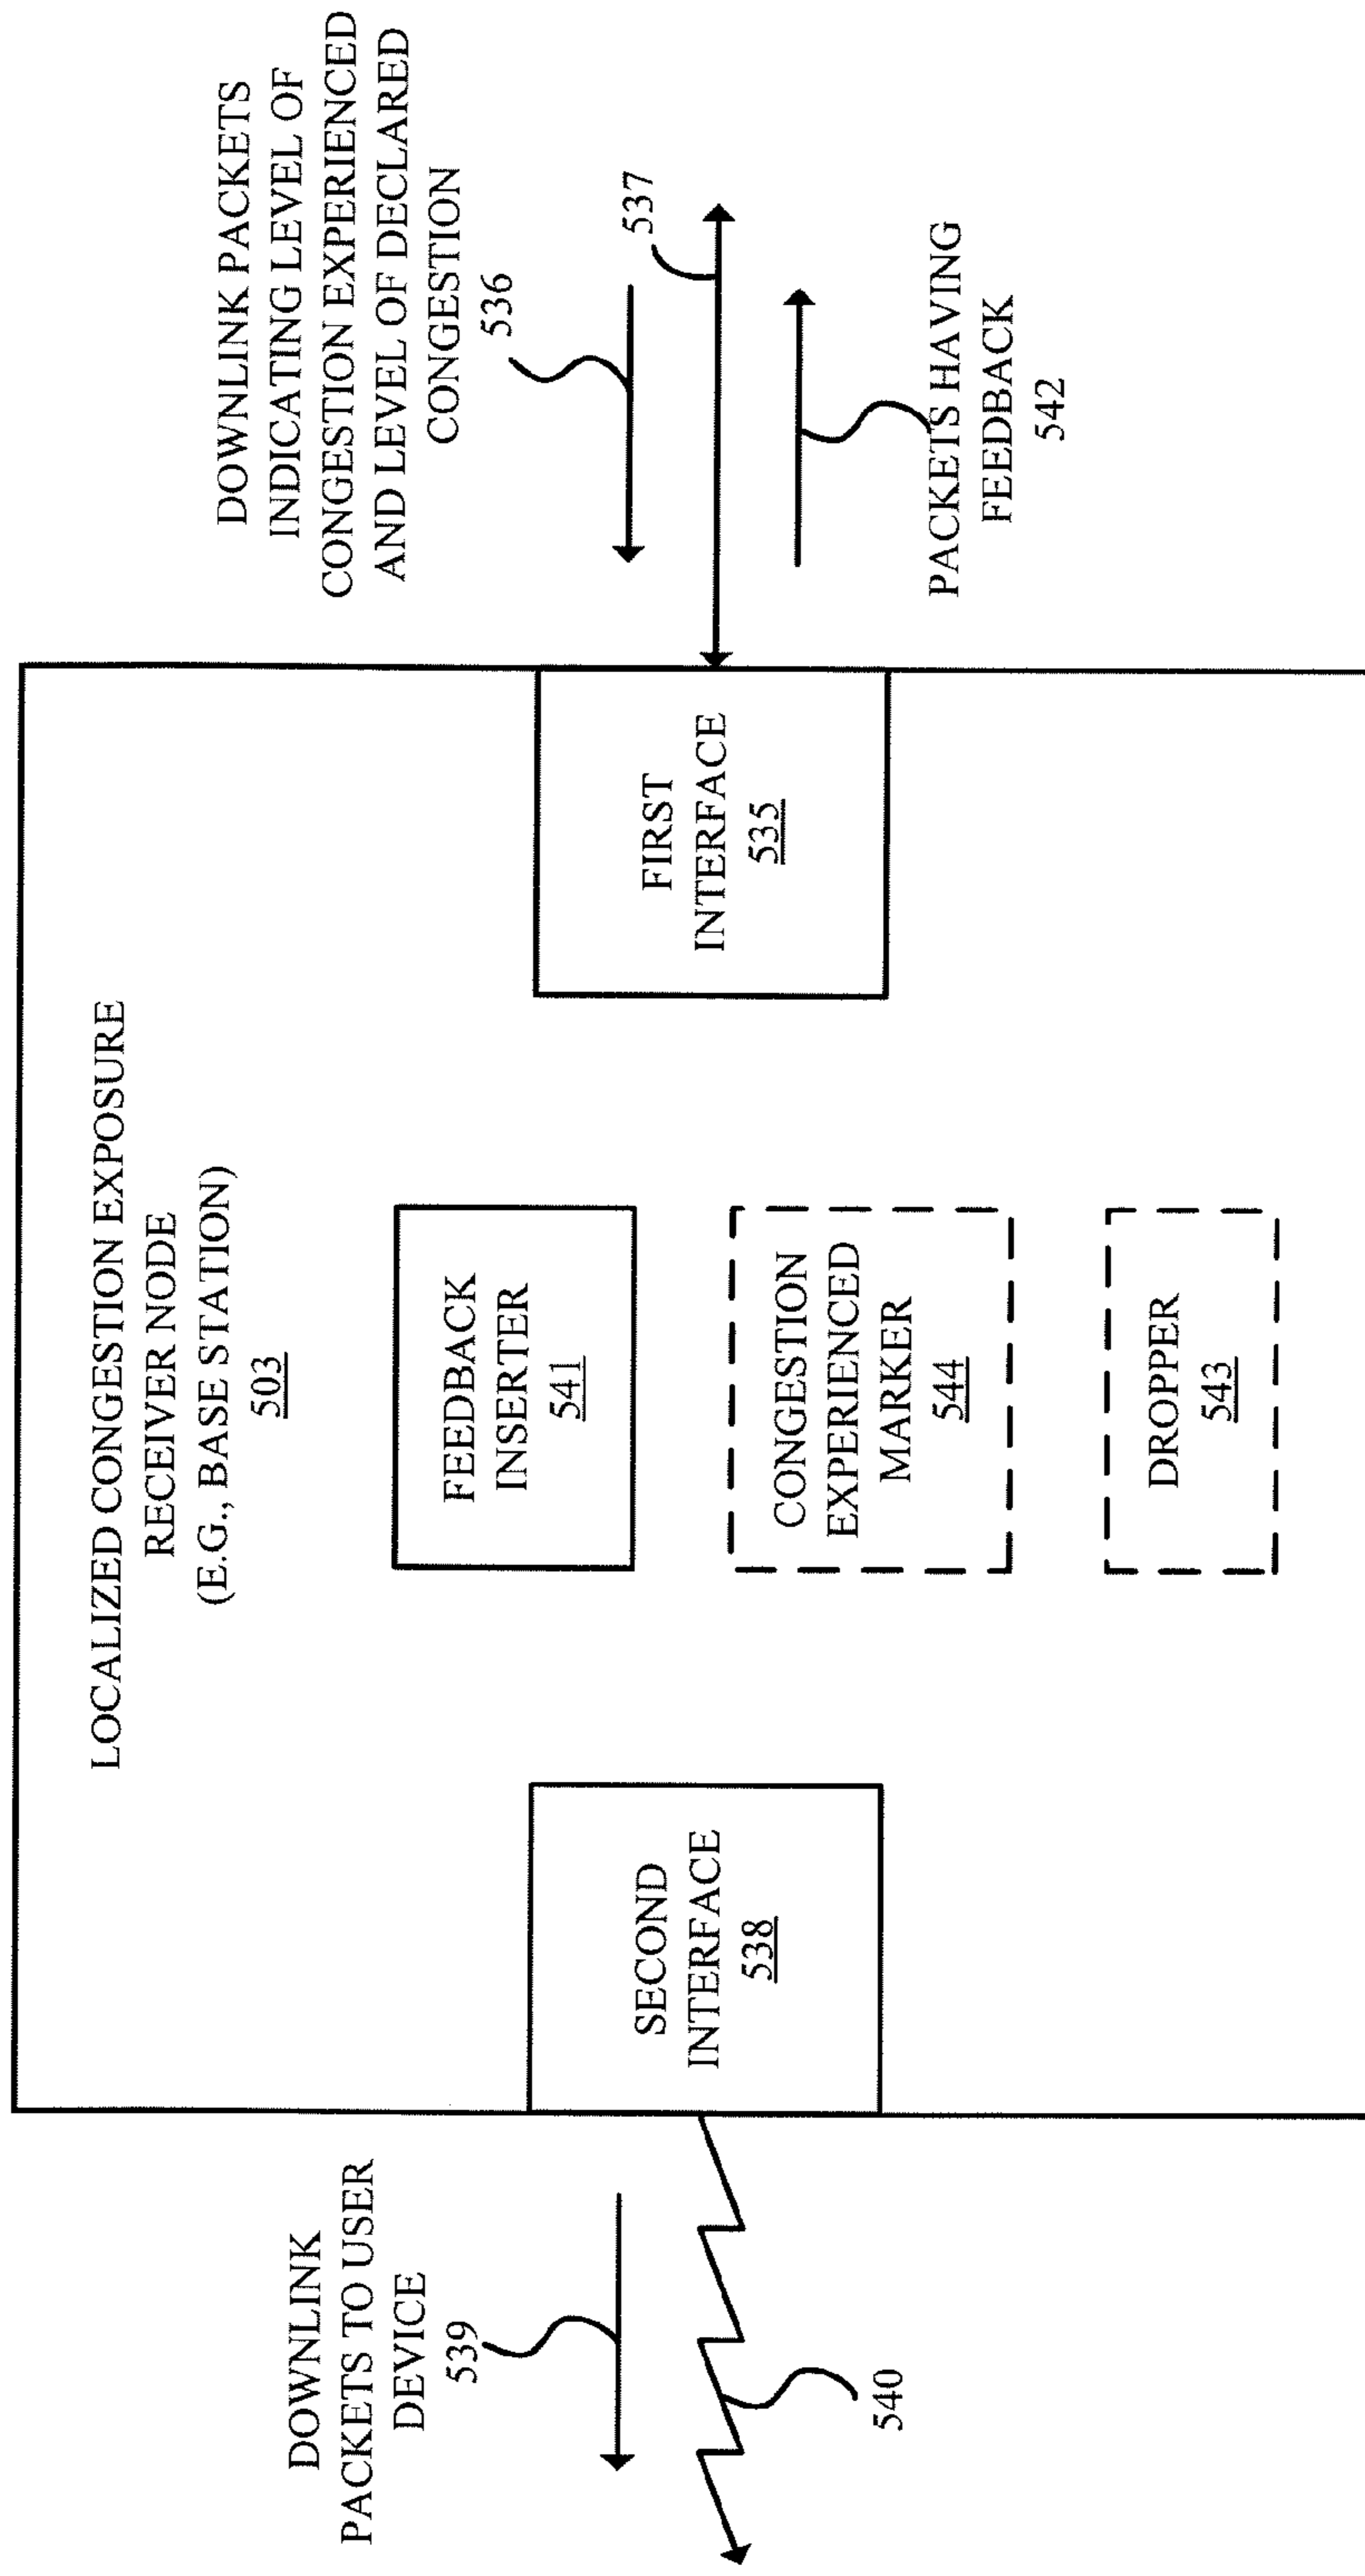 LOCALIZED CONGESTION EXPOSURE
RECEIVER NODE
(E.G., BASE STATION)
503
DOWNLINK
PACKETS TO USER
DEVICE
539
540
SECOND
INTERFACE
538
FEEDBACK
INSERTER
541
CONGESTION
EXPERIENCED
MARKER
544
DROPPER
543
FIRST
INTERFACE
535
DOWNLINK PACKETS
INDICATING LEVEL OF
CONGESTION EXPERIENCED
AND LEVEL OF DECLARED
CONGESTION
536
537
PACKETS HAVING
FEEDBACK
542